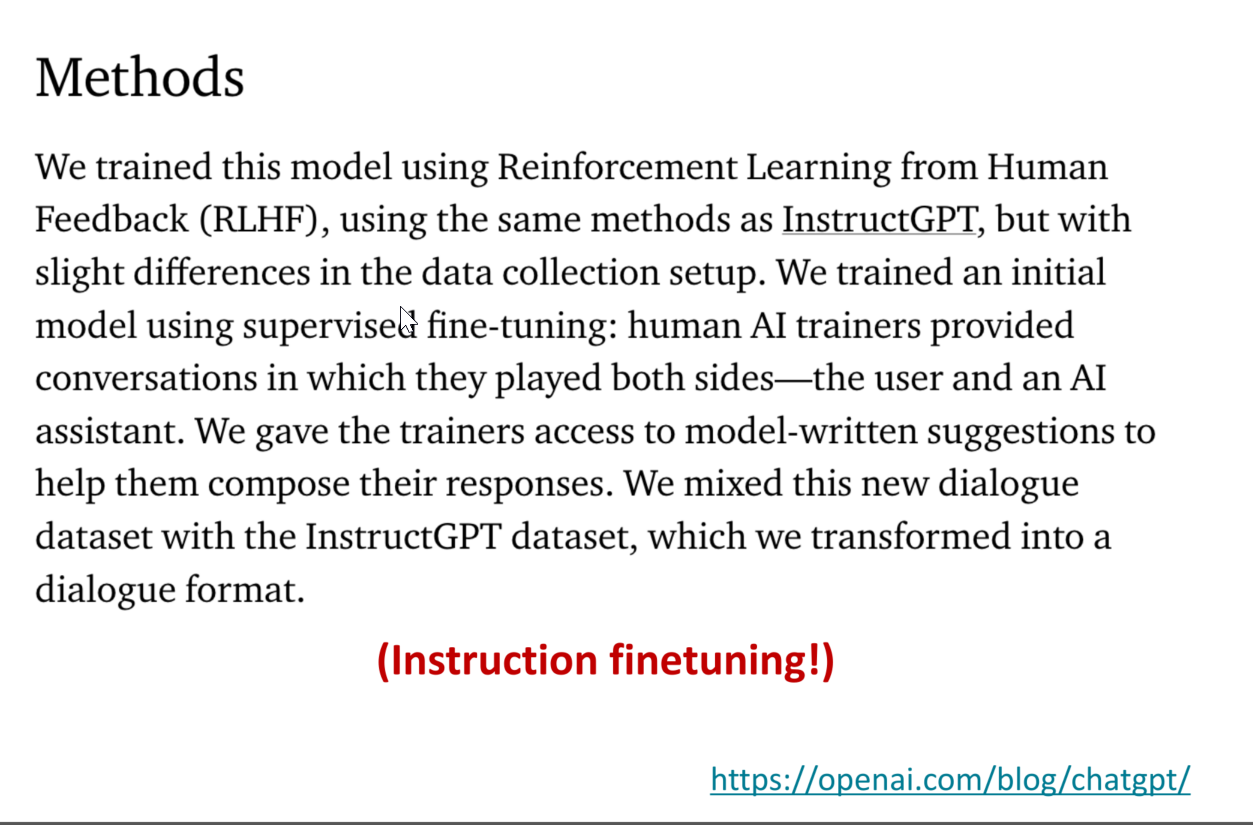 Methods
We trained this model using Reinforcement Learning from Human
Feedback (RLHF), using the same methods as InstructGPT, but with
slight differences in the data collection setup. We trained an initial
model using supervised fine-tuning: human AI trainers provided
conversations in which they played both sides—the user and an AI
assistant. We gave the trainers access to model-written suggestions to
help them compose their responses. We mixed this new dialogue
dataset with the InstructGPT dataset, which we transformed into a
dialogue format.
(Instruction finetuning!)
https://openai.com/blog/chatgpt/